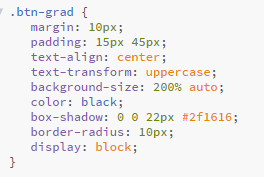 .btn-grad {
margin: 10px;
padding: 15px 45px;
text-align: center;
text-transform: uppercase;
background-size: 200% auto;
color: black;
box-shadow: 0 0 22px #2f1616;
border-radius: 10px;
display: block;
}